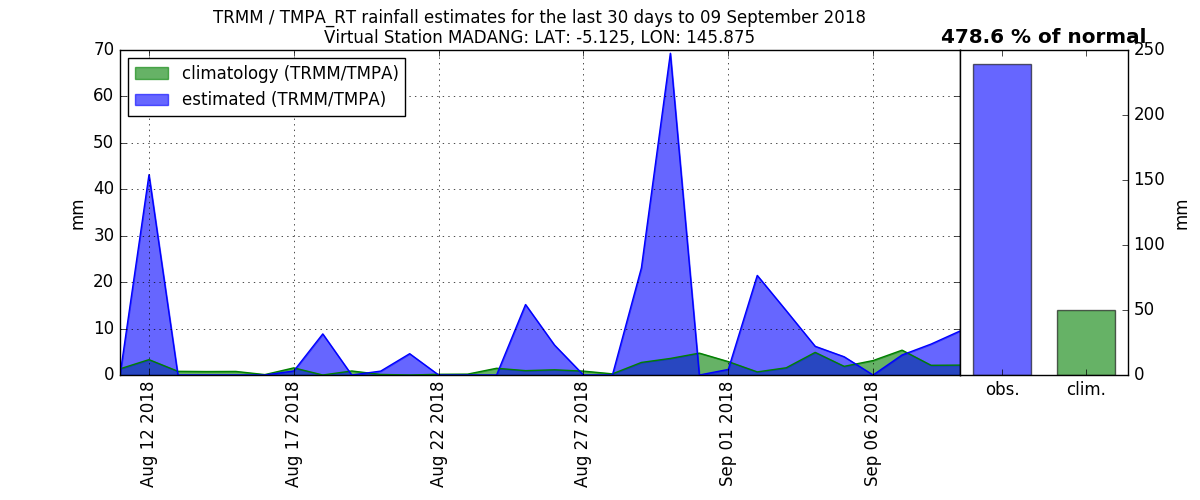 TRMM / TMPA_RT rainfall estimates for the last 30 days to 09 September 2018
Virtual Station MADANG: LAT: -5.125, LON: 145.875
478.6 % of normal
climatology (TRMM/TMPA)
estimated (TRMM/TMPA)
70
60
50
40
30
20
10
0
mm
Aug 12 2018
Aug 17 2018
Aug 22 2018
Aug 27 2018
Sep 01 2018
Sep 06 2018
250
200
150
100
50
0
mm
obs.
clim.